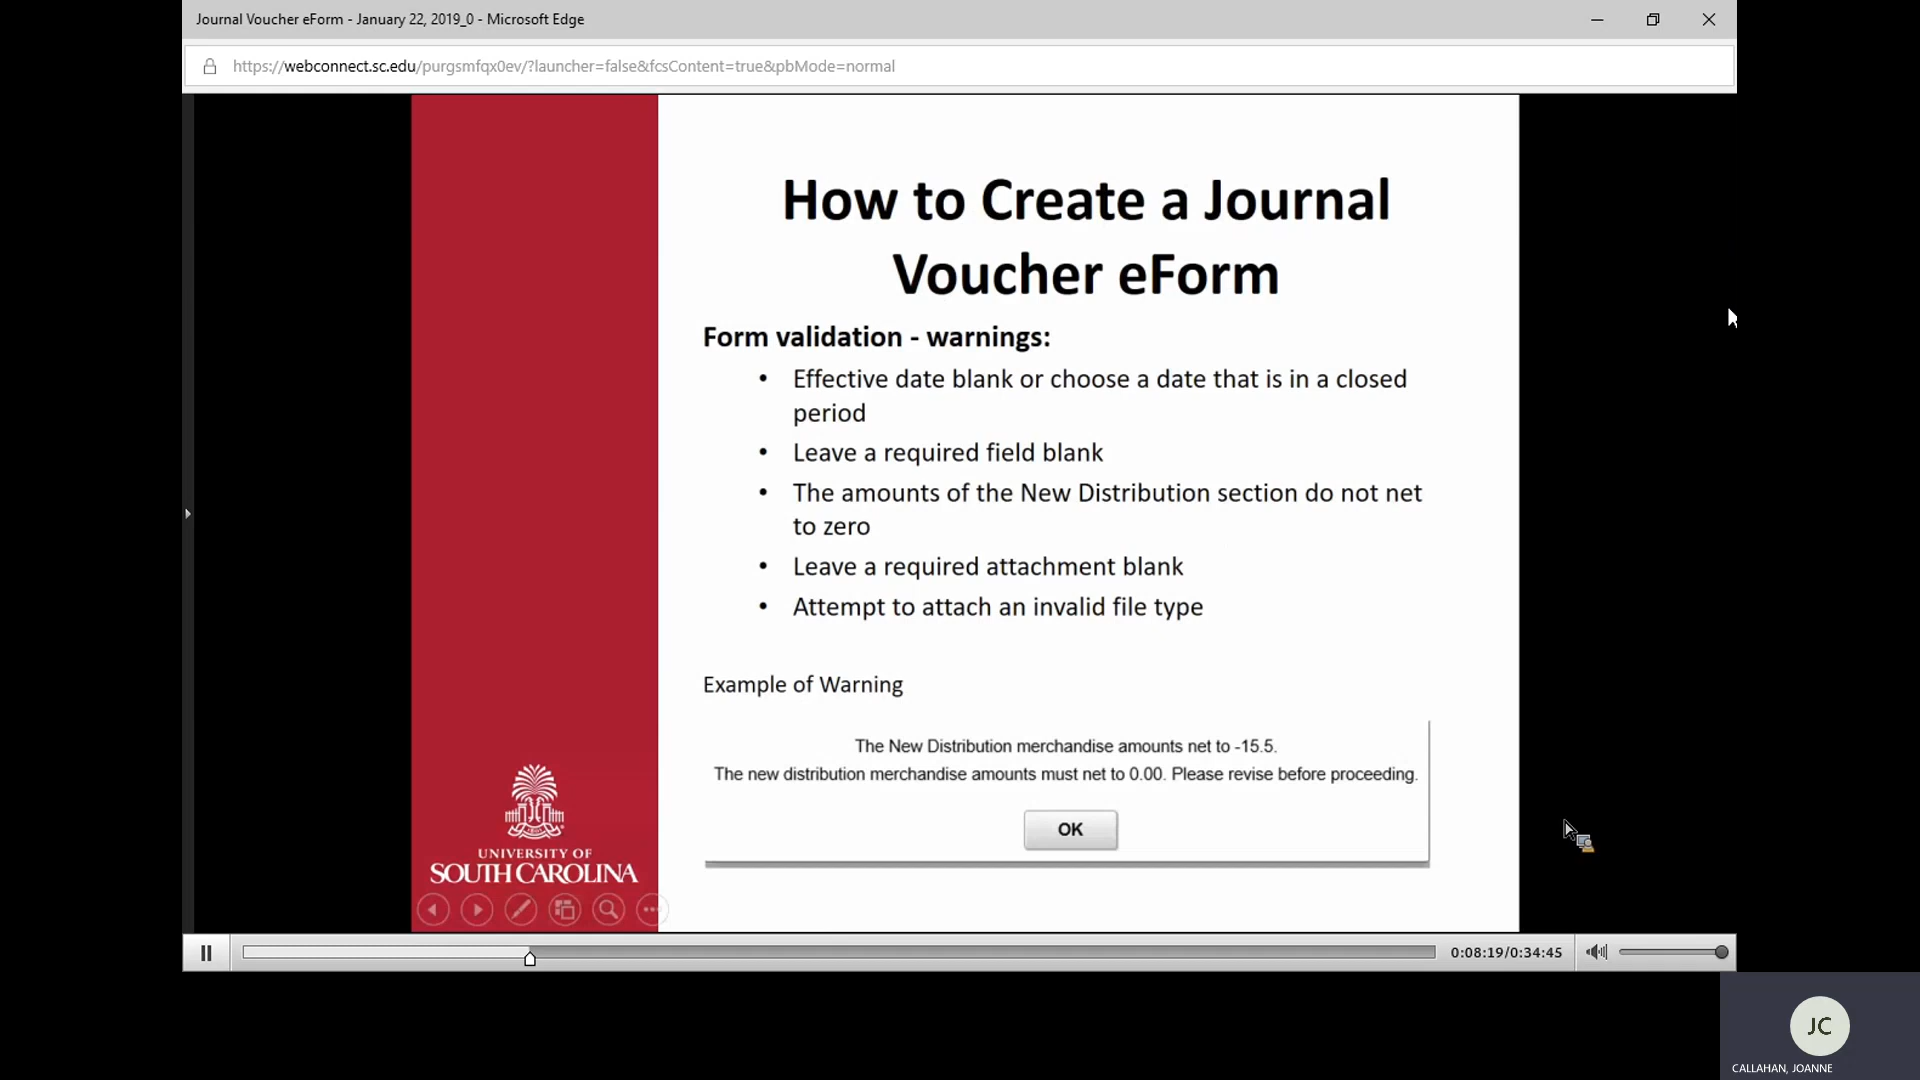 Journal Voucher eForm - January 22, 2019_0 - Microsoft Edge
https://webconnect.sc.edu/purgsmfqx0ev/?launcher=false&fcsContent=true&pbMode=normal
How to Create a Journal
Voucher eForm
Form validation - warnings:
• Effective date blank or choose a date that is in a closed
period
• Leave a required field blank
• The amounts of the New Distribution section do not net
to zero
• Leave a required attachment blank
• Attempt to attach an invalid file type
Example of Warning
The New Distribution merchandise amounts net to -15.5.
The new distribution merchandise amounts must net to 0.00. Please revise before proceeding.
OK
UNIVERSITY OF
SOUTH CAROLINA
0:08:19/0:34:45
JC
CALLAHAN, JOANNE